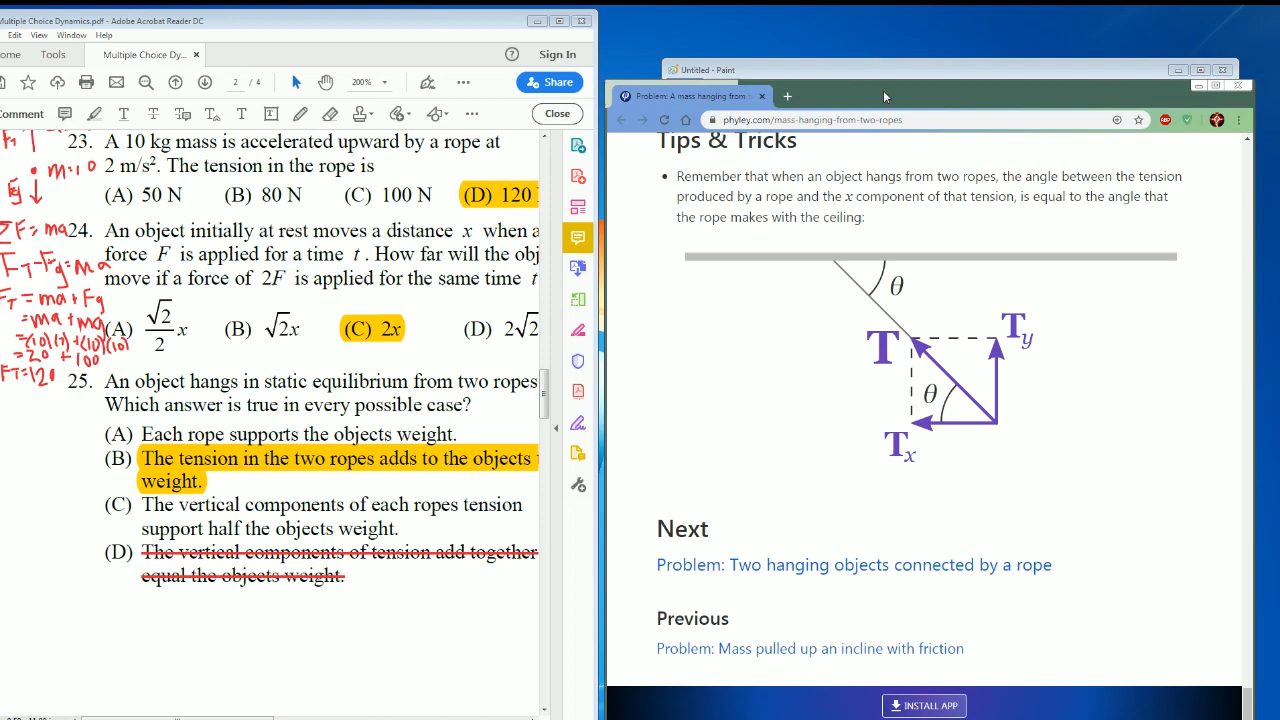 Multiple Choice Dynamics.pdf - Adobe Acrobat Reader DC
Edit View Window Help
ome Tools Multiple Choice Dy... × Sign In
2 / 4 200% Share
Comment Close
23. A 10 kg mass is accelerated upward by a rope at
2 m/s². The tension in the rope is
(A) 50 N (B) 80 N (C) 100 N (D) 120
m=10
Fg
ΣF=ma
FT-Fg=ma
FT = ma + Fg
= ma + mg
= (10)(2) + (10)(10)
= 20 + 100
FT=120
24. An object initially at rest moves a distance x when a
force F is applied for a time t. How far will the obj
move if a force of 2F is applied for the same time t
(A) √2/2 x (B) √2x (C) 2x (D) 2√2
25. An object hangs in static equilibrium from two ropes
Which answer is true in every possible case?
(A) Each rope supports the objects weight.
(B) The tension in the two ropes adds to the objects
weight.
(C) The vertical components of each ropes tension
support half the objects weight.
(D) The vertical components of tension add together
equal the objects weight.
Untitled - Paint
Problem: A mass hanging from t
phyley.com/mass-hanging-from-two-ropes
Tips & Tricks
• Remember that when an object hangs from two ropes, the angle between the tension
produced by a rope and the x component of that tension, is equal to the angle that
the rope makes with the ceiling:
θ
T
Ty
θ
Tx
Next
Problem: Two hanging objects connected by a rope
Previous
Problem: Mass pulled up an incline with friction
INSTALL APP